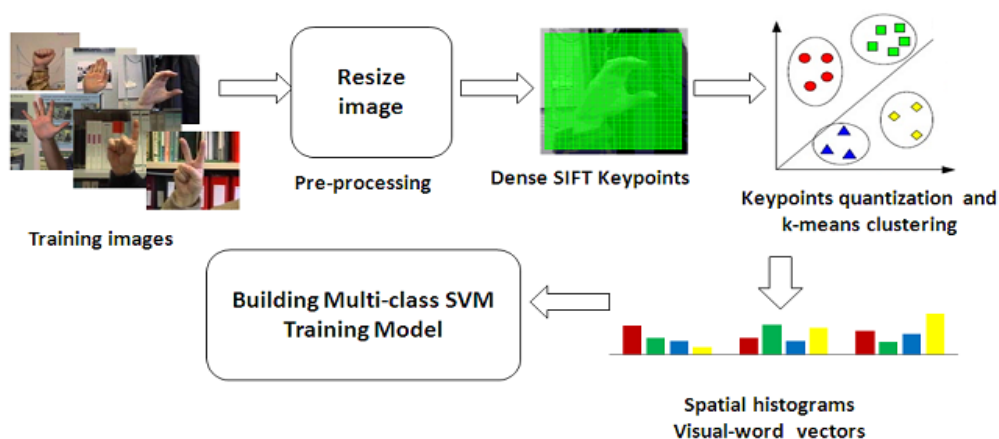 Training images
Resize
image
Pre-processing
Dense SIFT Keypoints
Keypoints quantization and
k-means clustering
Spatial histograms
Visual-word vectors
Building Multi-class SVM
Training Model